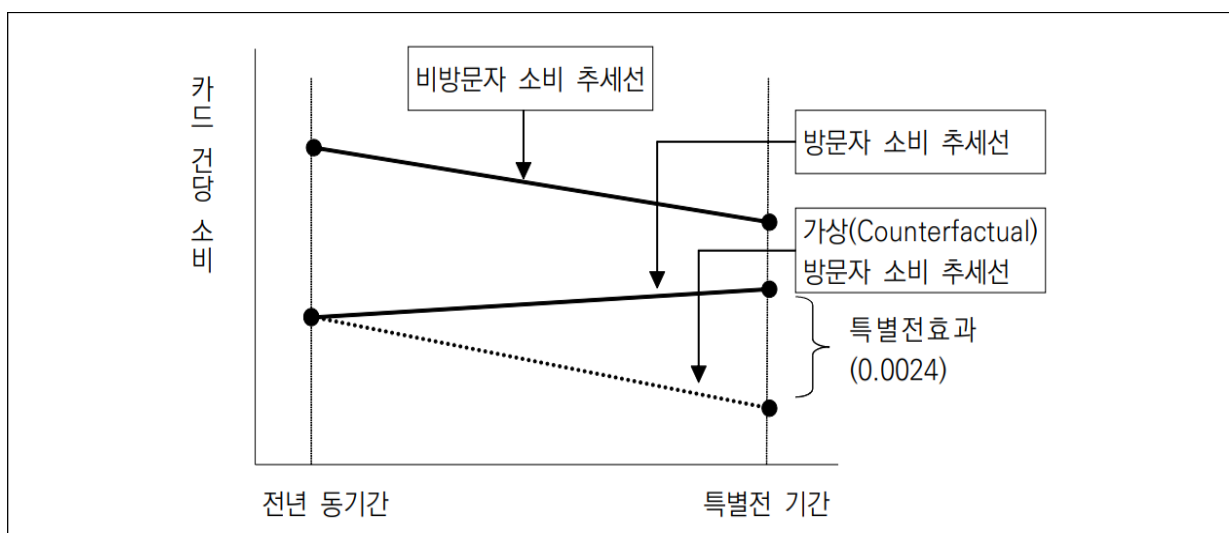 카드 건당 소비
비방문자 소비 추세선
방문자 소비 추세선
가상(Counterfactual)
방문자 소비 추세선
특별전효과
(0.0024)
전년 동기간
특별전 기간